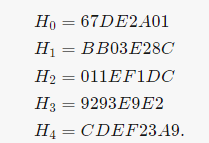 H₀ = 67DE2A01
H₁ = BB03E28C
H₂ = 011EF1DC
H₃ = 9293E9E2
H₄ = CDEF23A9.